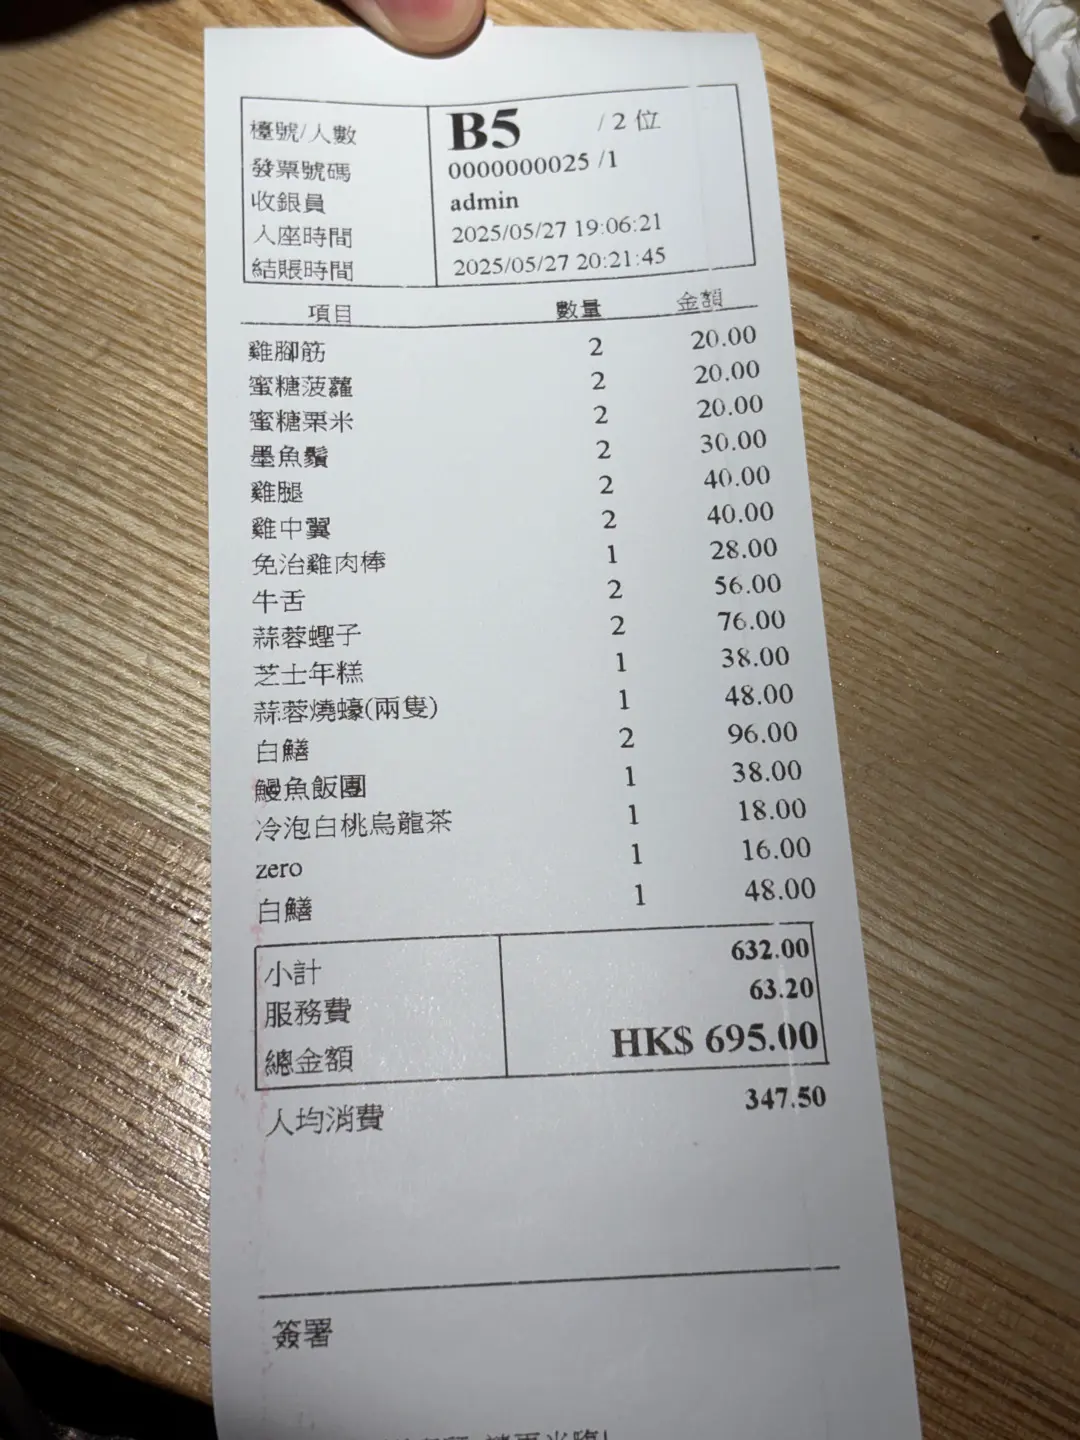 檯號/人數 B5 / 2 位
發票號碼 0000000025 /1
收銀員 admin
入座時間 2025/05/27 19:06:21
結賬時間 2025/05/27 20:21:45
項目 數量 金額
雞腳筋 2 20.00
蜜糖菠蘿 2 20.00
蜜糖栗米 2 20.00
墨魚鬚 2 30.00
雞腿 2 40.00
雞中翼 2 40.00
免治雞肉棒 1 28.00
牛舌 2 56.00
蒜蓉蟶子 2 76.00
芝士年糕 1 38.00
蒜蓉燒蠔(兩隻) 1 48.00
白鱔 2 96.00
鰻魚飯團 1 38.00
冷泡白桃烏龍茶 1 18.00
zero 1 16.00
白鱔 1 48.00
小計 632.00
服務費 63.20
總金額 HK$ 695.00
人均消費 347.50
簽署